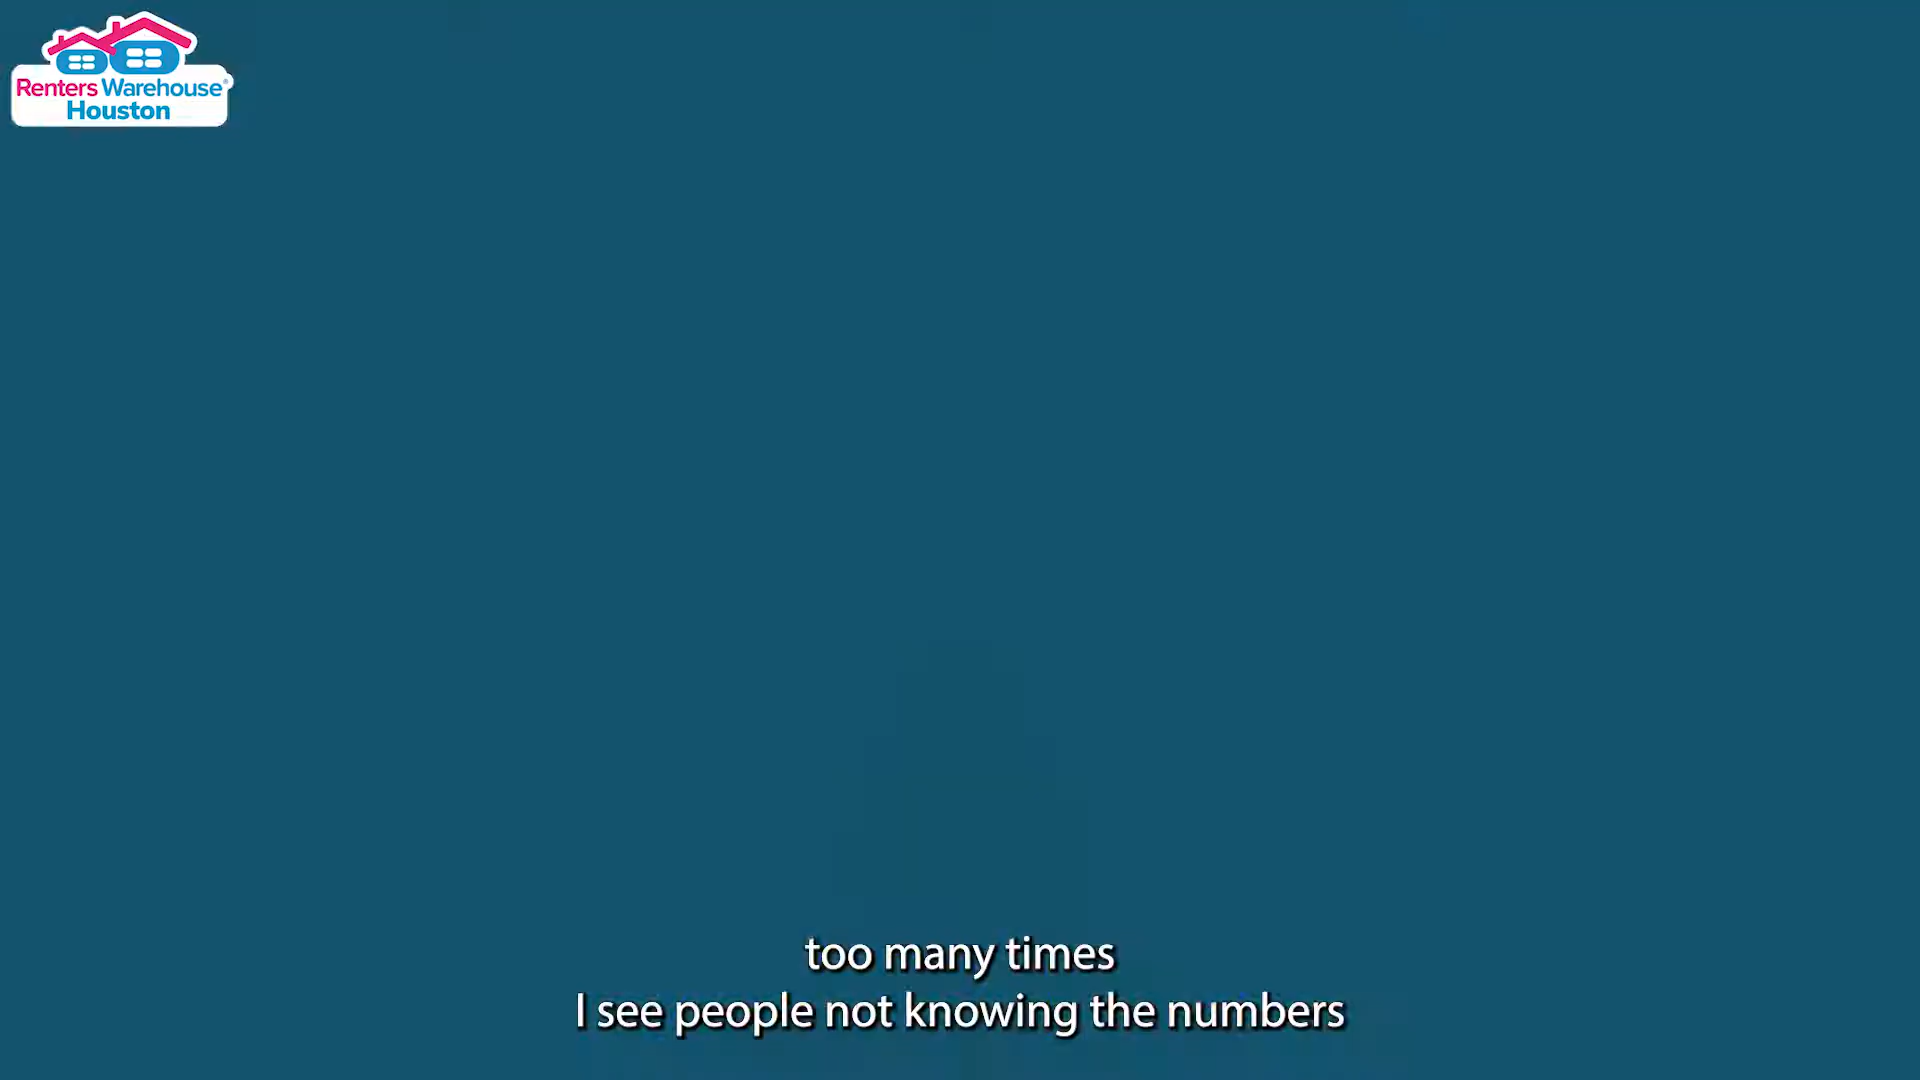 Renters Warehouse®
Houston
too many times
I see people not knowing the numbers